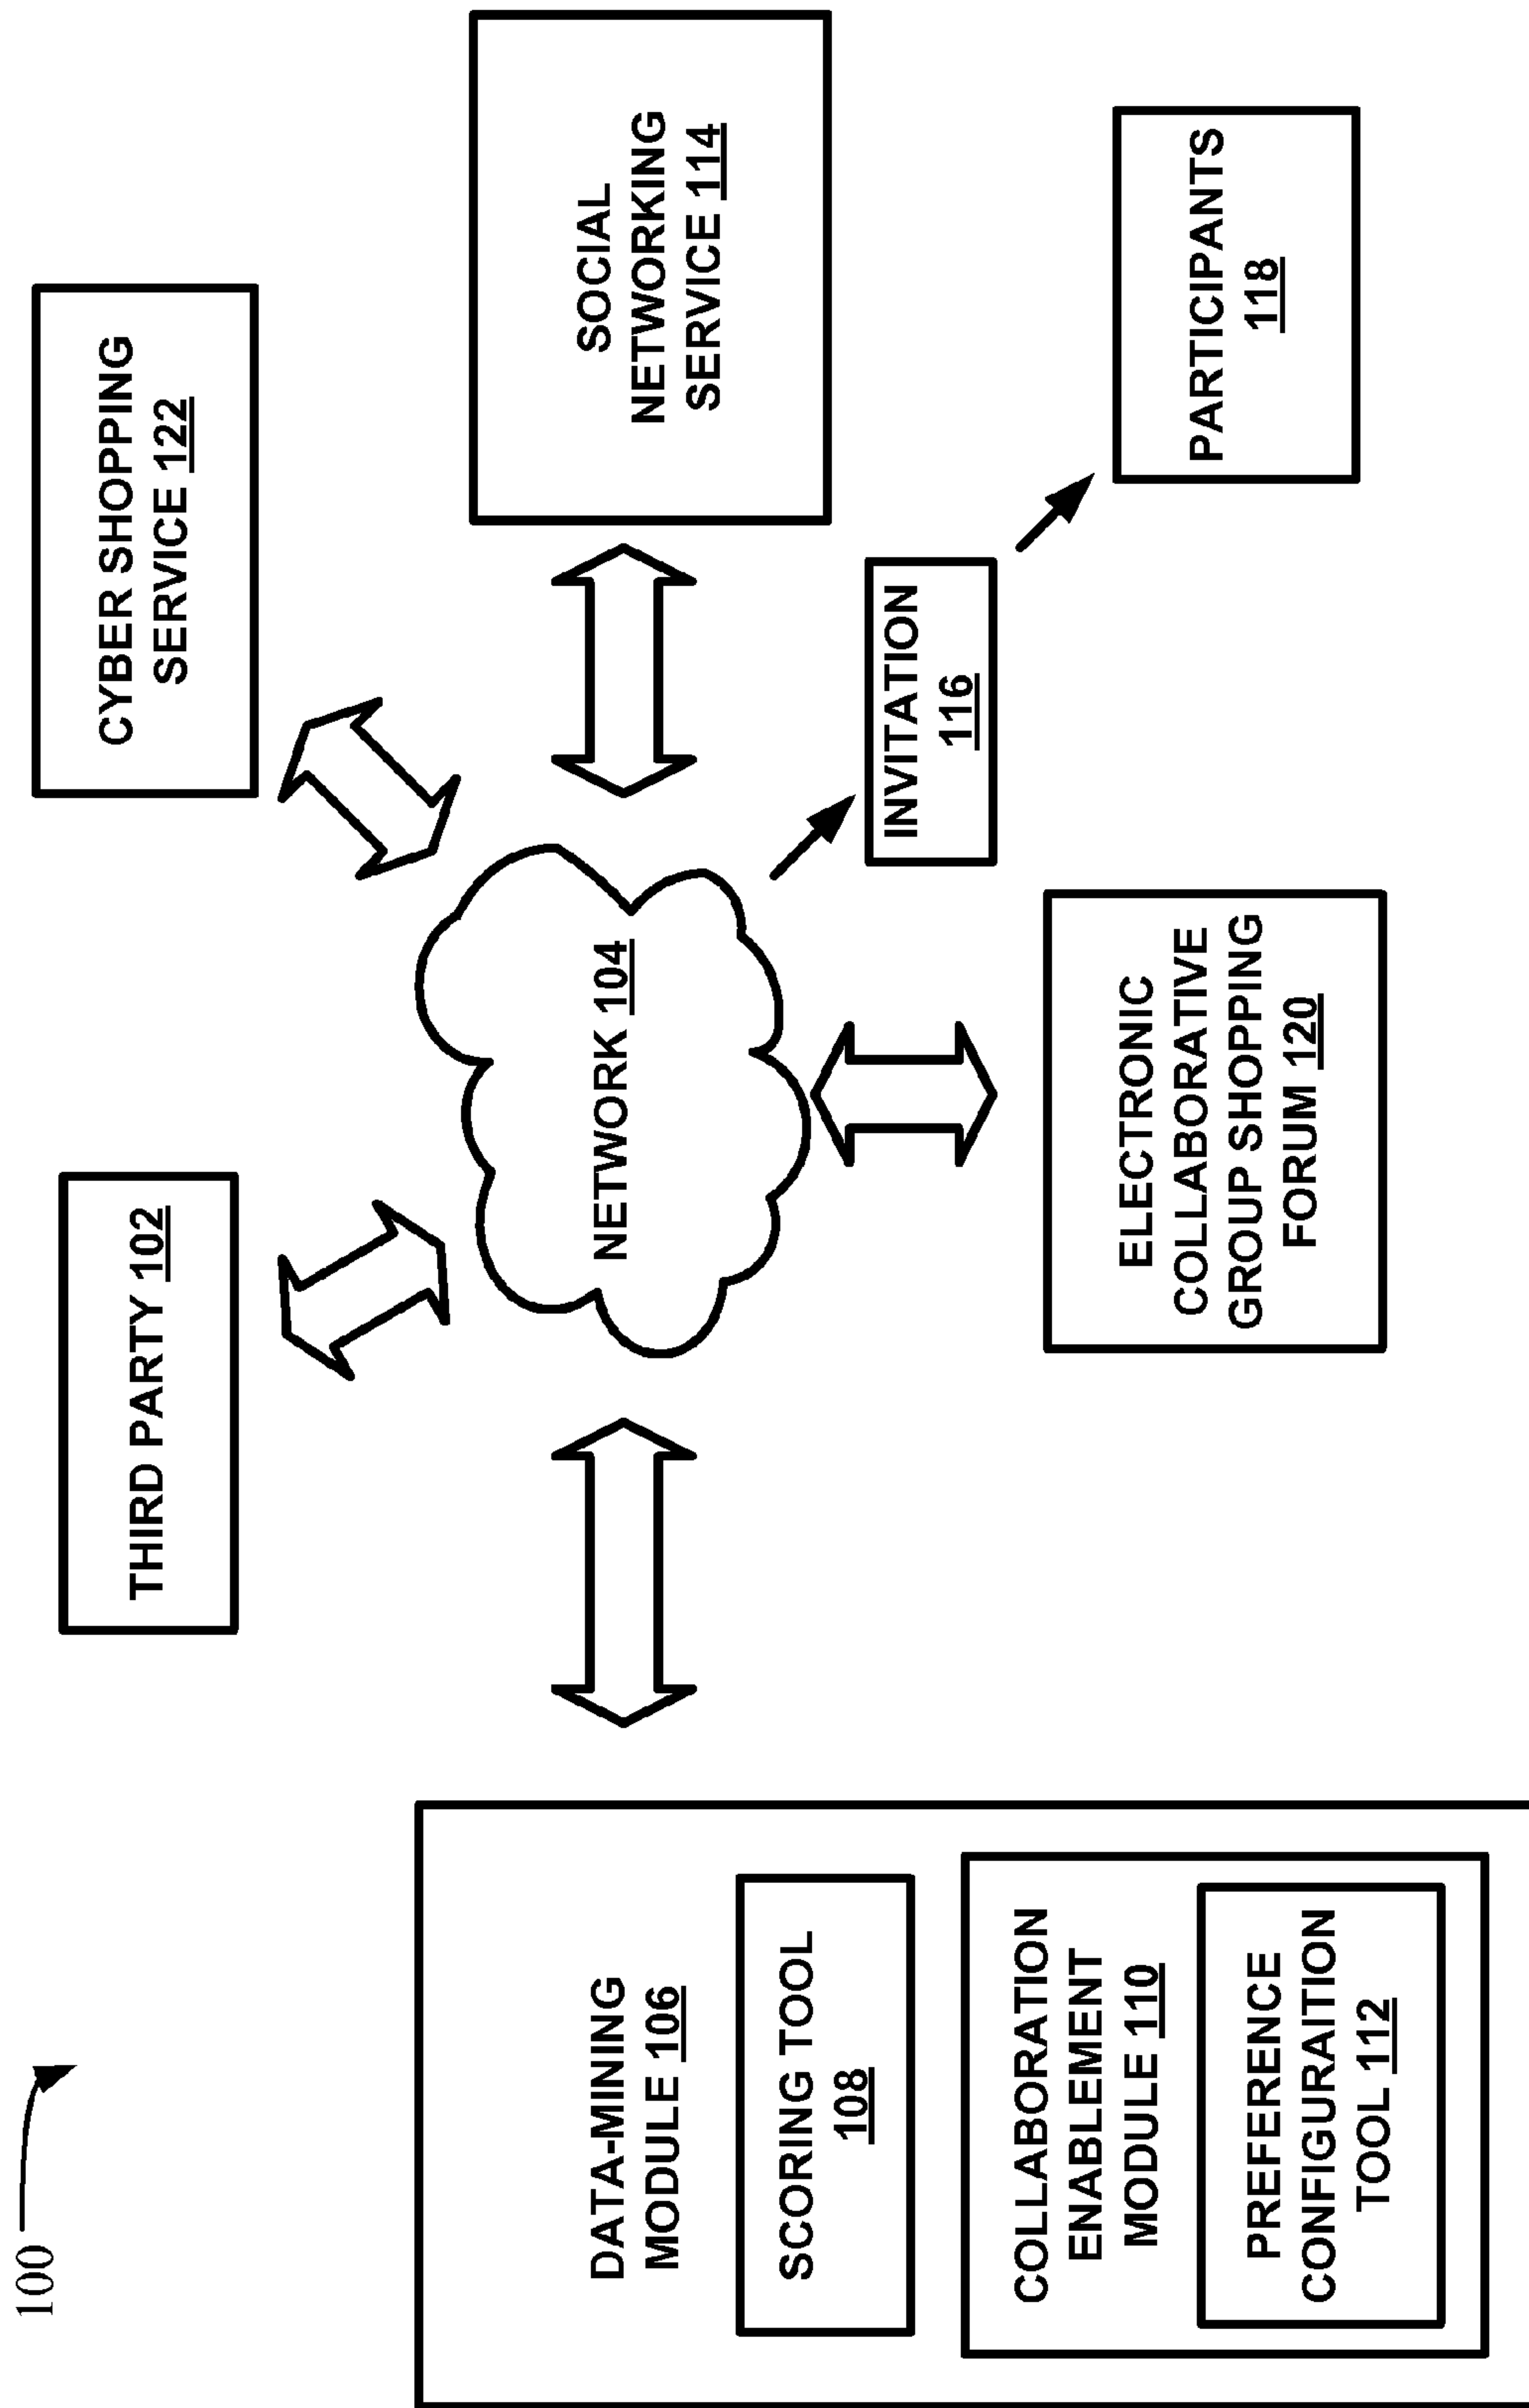 100
THIRD PARTY 102
CYBER SHOPPING
SERVICE 122
DATA-MINING
MODULE 106
SCORING TOOL
108
COLLABORATION
ENABLEMENT
MODULE 110
PREFERENCE
CONFIGURAITION
TOOL 112
NETWORK 104
SOCIAL
NETWORKING
SERVICE 114
INVITATION
116
ELECTRONIC
COLLABORATIVE
GROUP SHOPPING
FORUM 120
PARTICIPANTS
118